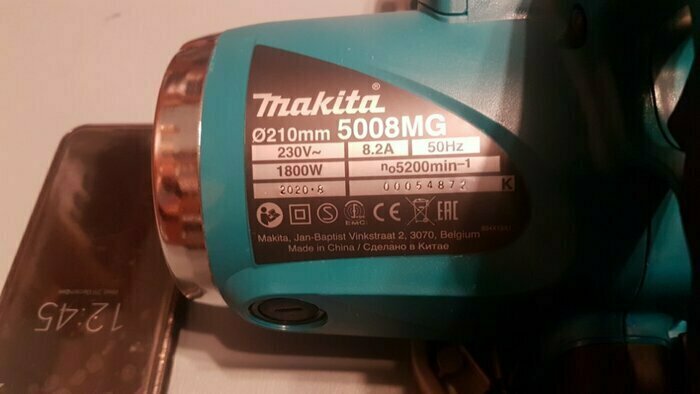 makita®
Ø210mm 5008MG
230V~ 8.2A 50Hz
1800W n₀5200min⁻¹
2020·8 00054872 K
EMC CE EAC
Makita, Jan-Baptist Vinkstraat 2, 3070, Belgium
Made in China / Сделано в Китае
12:45